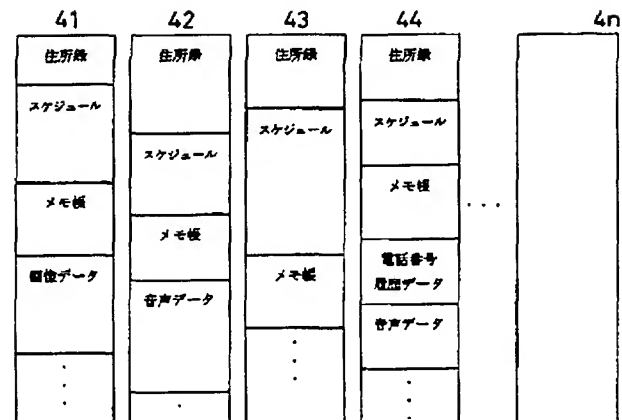 41 42 43 44 4n
住所録 住所録 住所録 住所録
スケジュール スケジュール スケジュール スケジュール
メモ帳 メモ帳 メモ帳 メモ帳
画像データ 音声データ 電話番号
履歴データ
音声データ